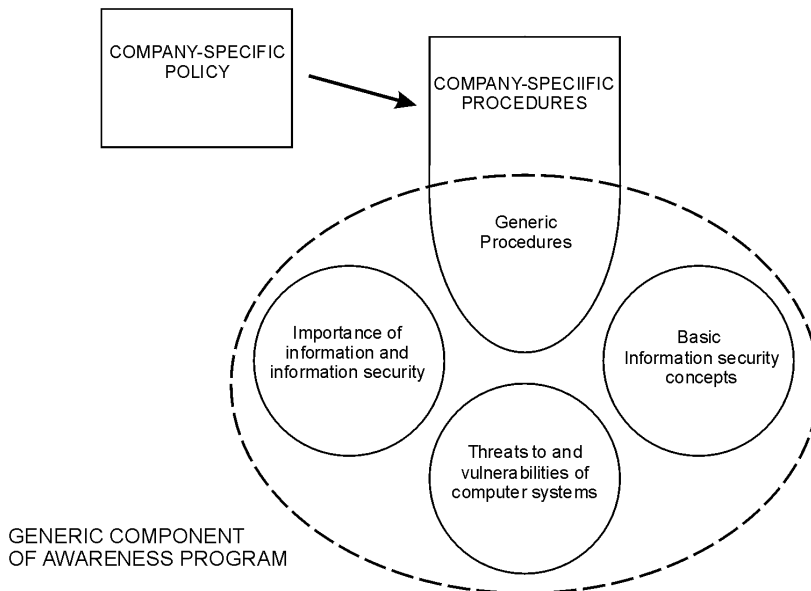 COMPANY-SPECIFIC
POLICY
COMPANY-SPECIIFIC
PROCEDURES
Generic
Procedures
Importance of
information and
information security
Basic
Information security
concepts
Threats to and
vulnerabilities of
computer systems
GENERIC COMPONENT
OF AWARENESS PROGRAM